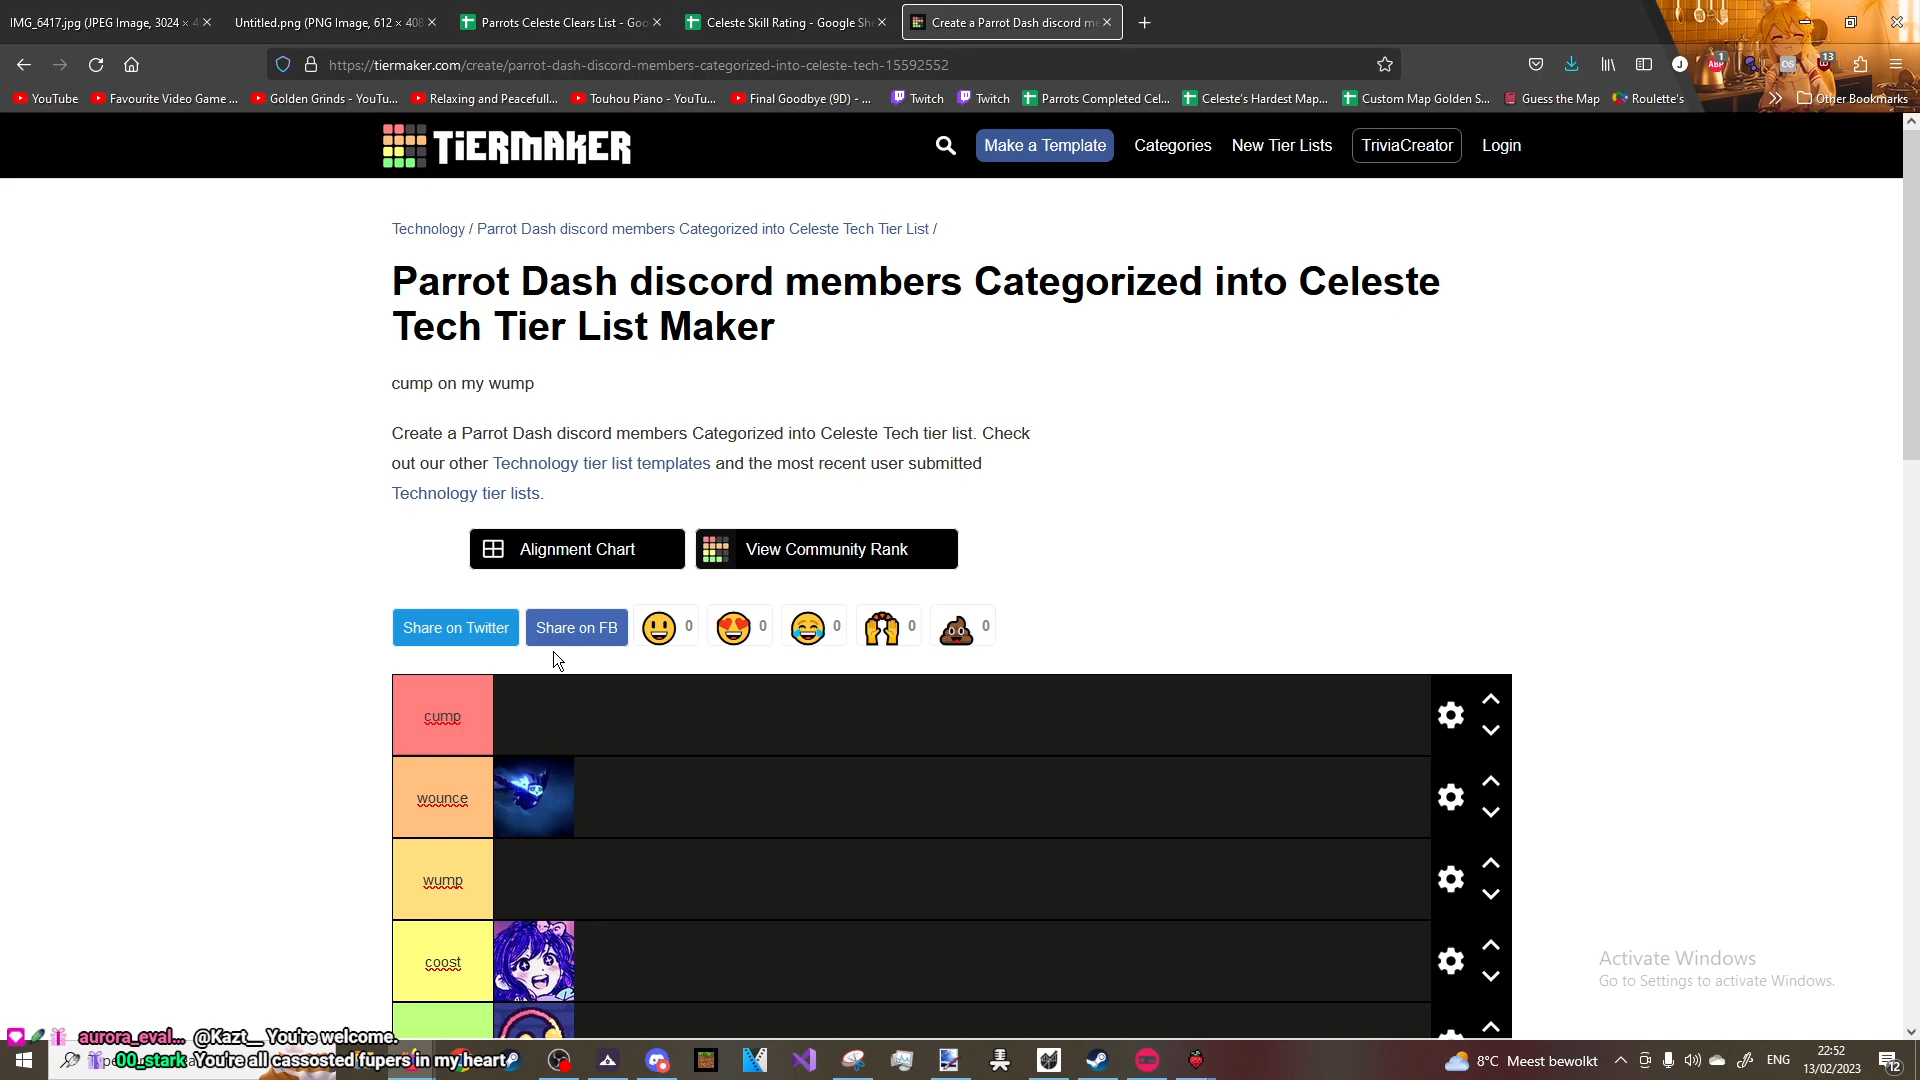 IMG_6417.jpg (JPEG Image, 3024 × 4
Untitled.png (PNG Image, 612 × 408
Parrots Celeste Clears List - Goo
Celeste Skill Rating - Google She
Create a Parrot Dash discord me
https://tiermaker.com/create/parrot-dash-discord-members-categorized-into-celeste-tech-15592552
YouTube
Favourite Video Game ...
Golden Grinds - YouTu...
Relaxing and Peacefull...
Touhou Piano - YouTu...
Final Goodbye (9D) - ...
Twitch
Twitch
Parrots Completed Cel...
Celeste's Hardest Map...
Custom Map Golden S...
Guess the Map
Roulette's
Other Bookmarks
TIERMAKER
Make a Template
Categories
New Tier Lists
TriviaCreator
Login
Technology / Parrot Dash discord members Categorized into Celeste Tech Tier List /
Parrot Dash discord members Categorized into Celeste
Tech Tier List Maker
cump on my wump
Create a Parrot Dash discord members Categorized into Celeste Tech tier list. Check
out our other Technology tier list templates and the most recent user submitted
Technology tier lists.
Alignment Chart
View Community Rank
Share on Twitter
Share on FB
0
0
0
0
0
cump
wounce
wump
coost
Activate Windows
Go to Settings to activate Windows.
aurora_eval... @Kazt__ You're welcome.
00_stark You're all cassosted fupers in my heart
8°C Meest bewolkt
ENG
22:52
13/02/2023
12